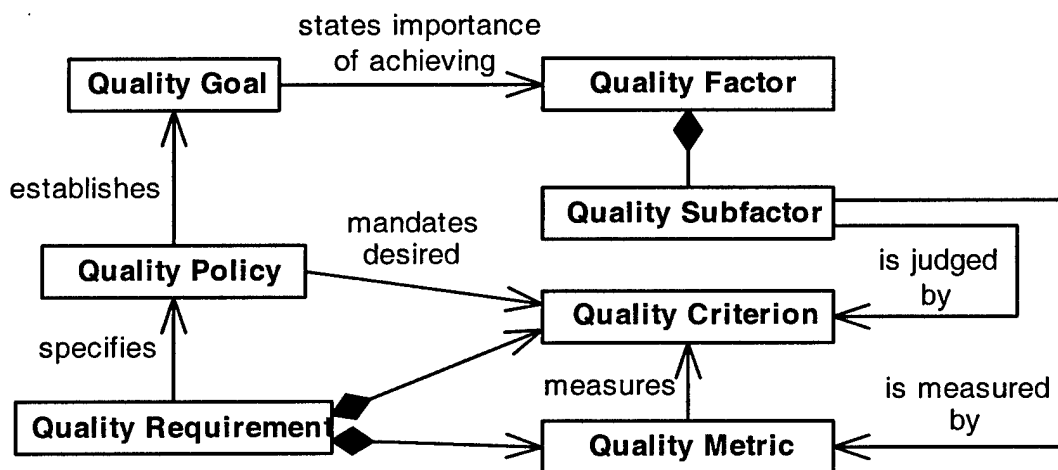 states importance
of achieving
Quality Goal
Quality Factor
establishes
Quality Subfactor
mandates
desired
is judged
by
Quality Policy
Quality Criterion
specifies
measures
is measured
by
Quality Requirement
Quality Metric